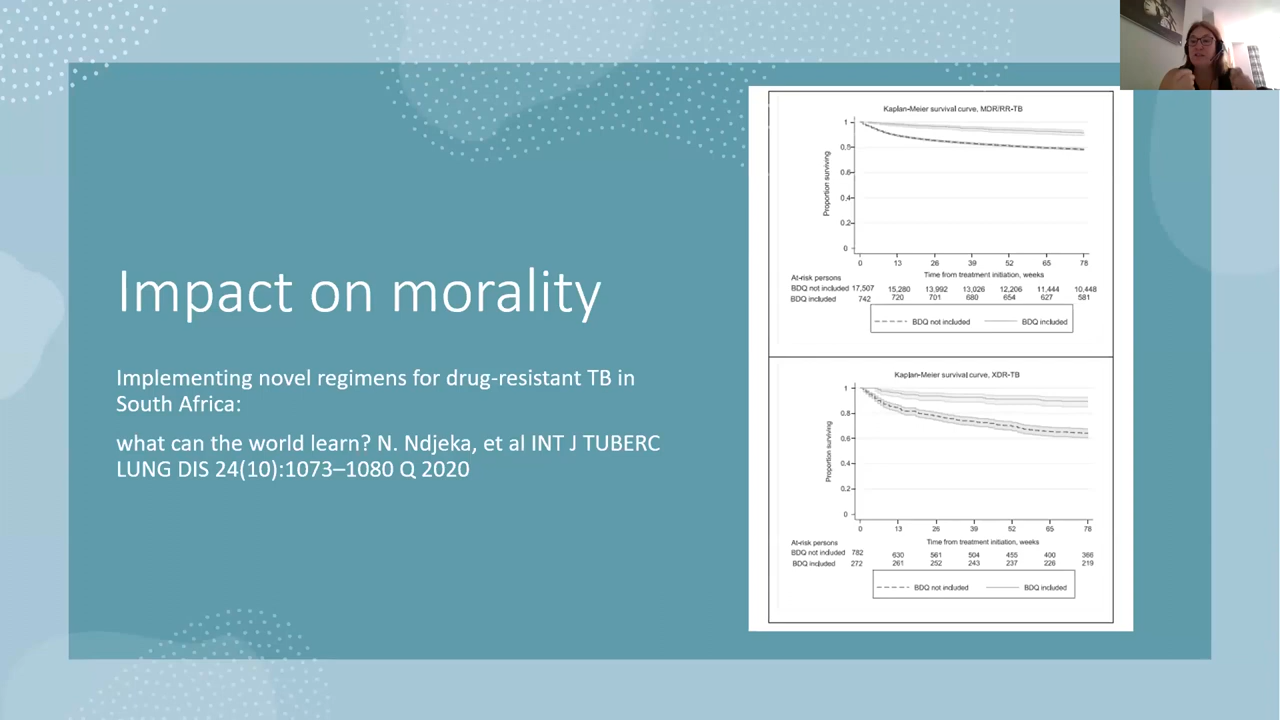 Impact on morality
Implementing novel regimens for drug-resistant TB in
South Africa:
what can the world learn? N. Ndjeka, et al INT J TUBERC
LUNG DIS 24(10):1073–1080 Q 2020
Kaplan-Meier survival curve, MDR/RR-TB
Proportion surviving
1
0.8
0.6
0.4
0.2
0
0 13 26 39 52 65 78
Time from treatment initiation, weeks
At-risk persons
BDQ not included 17,507 15,280 13,992 13,026 12,206 11,444 10,448
BDQ included 742 720 701 680 654 627 581
BDQ not included BDQ included
Kaplan-Meier survival curve, XDR-TB
Proportion surviving
1
0.8
0.6
0.4
0.2
0
0 13 26 39 52 65 78
Time from treatment initiation, weeks
At-risk persons
BDQ not included 782 630 561 504 455 400 366
BDQ included 272 261 252 243 237 226 219
BDQ not included BDQ included